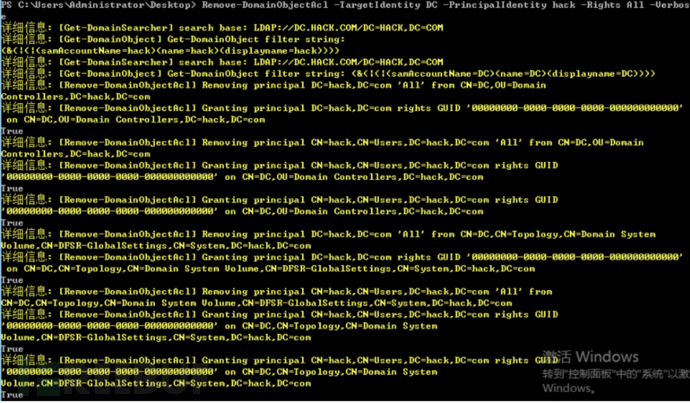 PS C:\Users\Administrator\Desktop> Remove-DomainObjectAcl -TargetIdentity DC -PrincipalIdentity hack -Rights All -Verbos
e
详细信息: [Get-DomainSearcher] search base: LDAP://DC.HACK.COM/DC=HACK,DC=COM
详细信息: [Get-DomainObject] Get-DomainObject filter string:
(&(|(|(samAccountName=hack)(name=hack)(displayname=hack))))
详细信息: [Get-DomainSearcher] search base: LDAP://DC.HACK.COM/DC=HACK,DC=COM
详细信息: [Get-DomainObject] Get-DomainObject filter string: (&(|(|(samAccountName=DC)(name=DC)(displayname=DC))))
详细信息: [Remove-DomainObjectAcl] Removing principal DC=hack,DC=com 'All' from CN=DC,OU=Domain
Controllers,DC=hack,DC=com
详细信息: [Remove-DomainObjectAcl] Granting principal DC=hack,DC=com rights GUID '00000000-0000-0000-0000-000000000000'
on CN=DC,OU=Domain Controllers,DC=hack,DC=com
True
详细信息: [Remove-DomainObjectAcl] Removing principal CN=hack,CN=Users,DC=hack,DC=com 'All' from CN=DC,OU=Domain
Controllers,DC=hack,DC=com
详细信息: [Remove-DomainObjectAcl] Granting principal CN=hack,CN=Users,DC=hack,DC=com rights GUID
'00000000-0000-0000-0000-000000000000' on CN=DC,OU=Domain Controllers,DC=hack,DC=com
True
详细信息: [Remove-DomainObjectAcl] Granting principal CN=hack,CN=Users,DC=hack,DC=com rights GUID
'00000000-0000-0000-0000-000000000000' on CN=DC,OU=Domain Controllers,DC=hack,DC=com
True
详细信息: [Remove-DomainObjectAcl] Removing principal DC=hack,DC=com 'All' from CN=DC,CN=Topology,CN=Domain System
Volume,CN=DFSR-GlobalSettings,CN=System,DC=hack,DC=com
详细信息: [Remove-DomainObjectAcl] Granting principal DC=hack,DC=com rights GUID '00000000-0000-0000-0000-000000000000'
on CN=DC,CN=Topology,CN=Domain System Volume,CN=DFSR-GlobalSettings,CN=System,DC=hack,DC=com
True
详细信息: [Remove-DomainObjectAcl] Removing principal CN=hack,CN=Users,DC=hack,DC=com 'All' from
CN=DC,CN=Topology,CN=Domain System Volume,CN=DFSR-GlobalSettings,CN=System,DC=hack,DC=com
详细信息: [Remove-DomainObjectAcl] Granting principal CN=hack,CN=Users,DC=hack,DC=com rights GUID
'00000000-0000-0000-0000-000000000000' on CN=DC,CN=Topology,CN=Domain System
Volume,CN=DFSR-GlobalSettings,CN=System,DC=hack,DC=com
True
详细信息: [Remove-DomainObjectAcl] Granting principal CN=hack,CN=Users,DC=hack,DC=com rights GUID
'00000000-0000-0000-0000-000000000000' on CN=DC,CN=Topology,CN=Domain System
Volume,CN=DFSR-GlobalSettings,CN=System,DC=hack,DC=com
True
激活 Windows
转到"控制面板"中的"系统"以激
Windows。